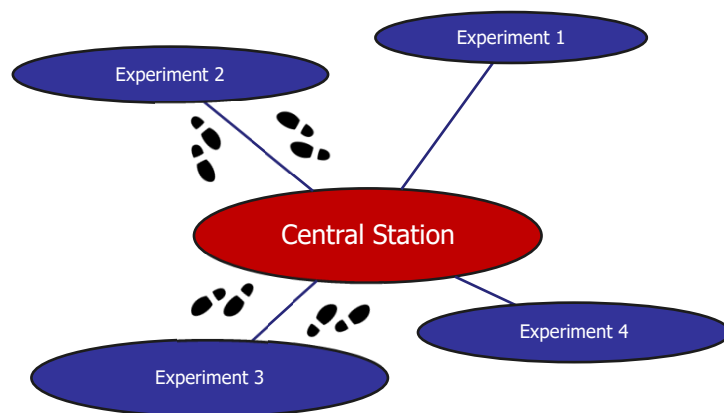 Experiment 1
Experiment 2
Central Station
Experiment 4
Experiment 3